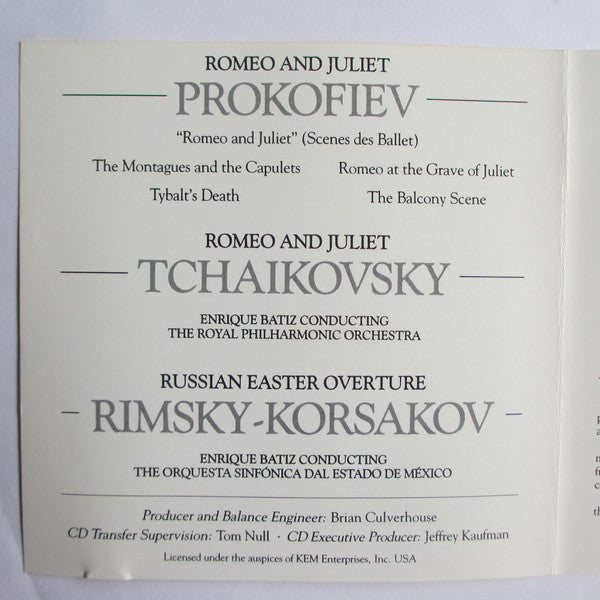 ROMEO AND JULIET
PROKOFIEV
“Romeo and Juliet” (Scenes des Ballet)
The Montagues and the Capulets
Romeo at the Grave of Juliet
Tybalt's Death
The Balcony Scene
ROMEO AND JULIET
TCHAIKOVSKY
ENRIQUE BATIZ CONDUCTING
THE ROYAL PHILHARMONIC ORCHESTRA
RUSSIAN EASTER OVERTURE
RIMSKY-KORSAKOV
ENRIQUE BATIZ CONDUCTING
THE ORQUESTA SINFÓNICA DAL ESTADO DE MÉXICO
Producer and Balance Engineer: Brian Culverhouse
CD Transfer Supervision: Tom Null · CD Executive Producer: Jeffrey Kaufman
Licensed under the auspices of KEM Enterprises, Inc. USA